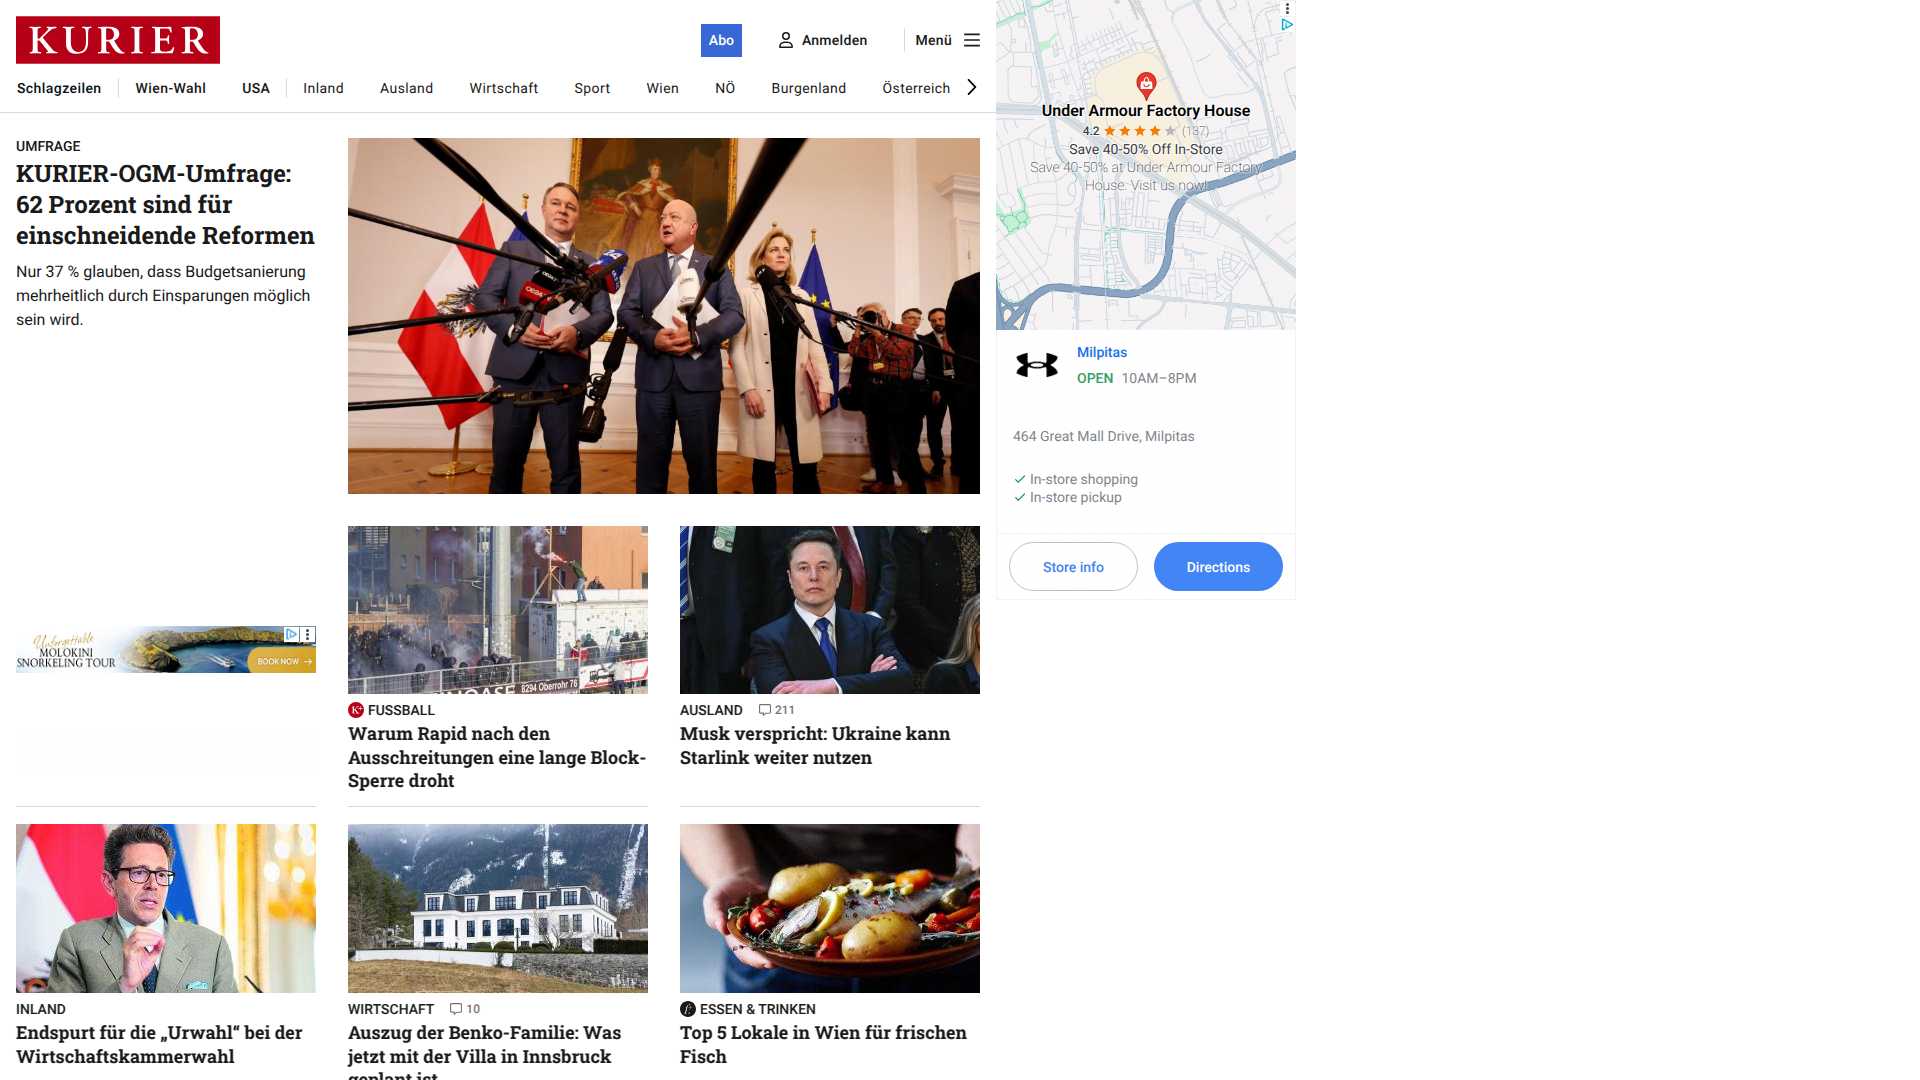 KURIER
Abo
Anmelden
Menü
Schlagzeilen
Wien-Wahl
USA
Inland
Ausland
Wirtschaft
Sport
Wien
NÖ
Burgenland
Österreich
UMFRAGE
KURIER-OGM-Umfrage:
62 Prozent sind für
einschneidende Reformen
Nur 37 % glauben, dass Budgetsanierung
mehrheitlich durch Einsparungen möglich
sein wird.
Under Armour Factory House
4.2 (137)
Save 40-50% Off In-Store
Save 40-50% at Under Armour Factory
House. Visit us now!
Milpitas
OPEN 10AM–8PM
464 Great Mall Drive, Milpitas
In-store shopping
In-store pickup
Store info
Directions
Unforgettable
MOLOKINI
SNORKELING TOUR
BOOK NOW
8294 Oberrohr 76
K+ FUSSBALL
Warum Rapid nach den
Ausschreitungen eine lange Block-
Sperre droht
AUSLAND 211
Musk verspricht: Ukraine kann
Starlink weiter nutzen
INLAND
Endspurt für die „Urwahl“ bei der
Wirtschaftskammerwahl
WIRTSCHAFT 10
Auszug der Benko-Familie: Was
jetzt mit der Villa in Innsbruck
geplant ist
ESSEN & TRINKEN
Top 5 Lokale in Wien für frischen
Fisch